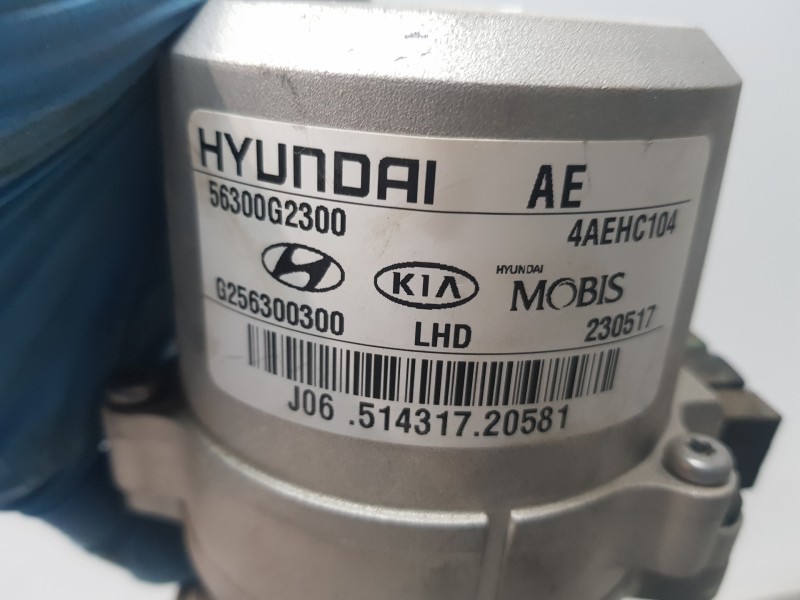 HYUNDAI AE
56300G2300 4AEHC104
KIA HYUNDAI MOBIS
G256300300 LHD 230517
J06 .514317.20581